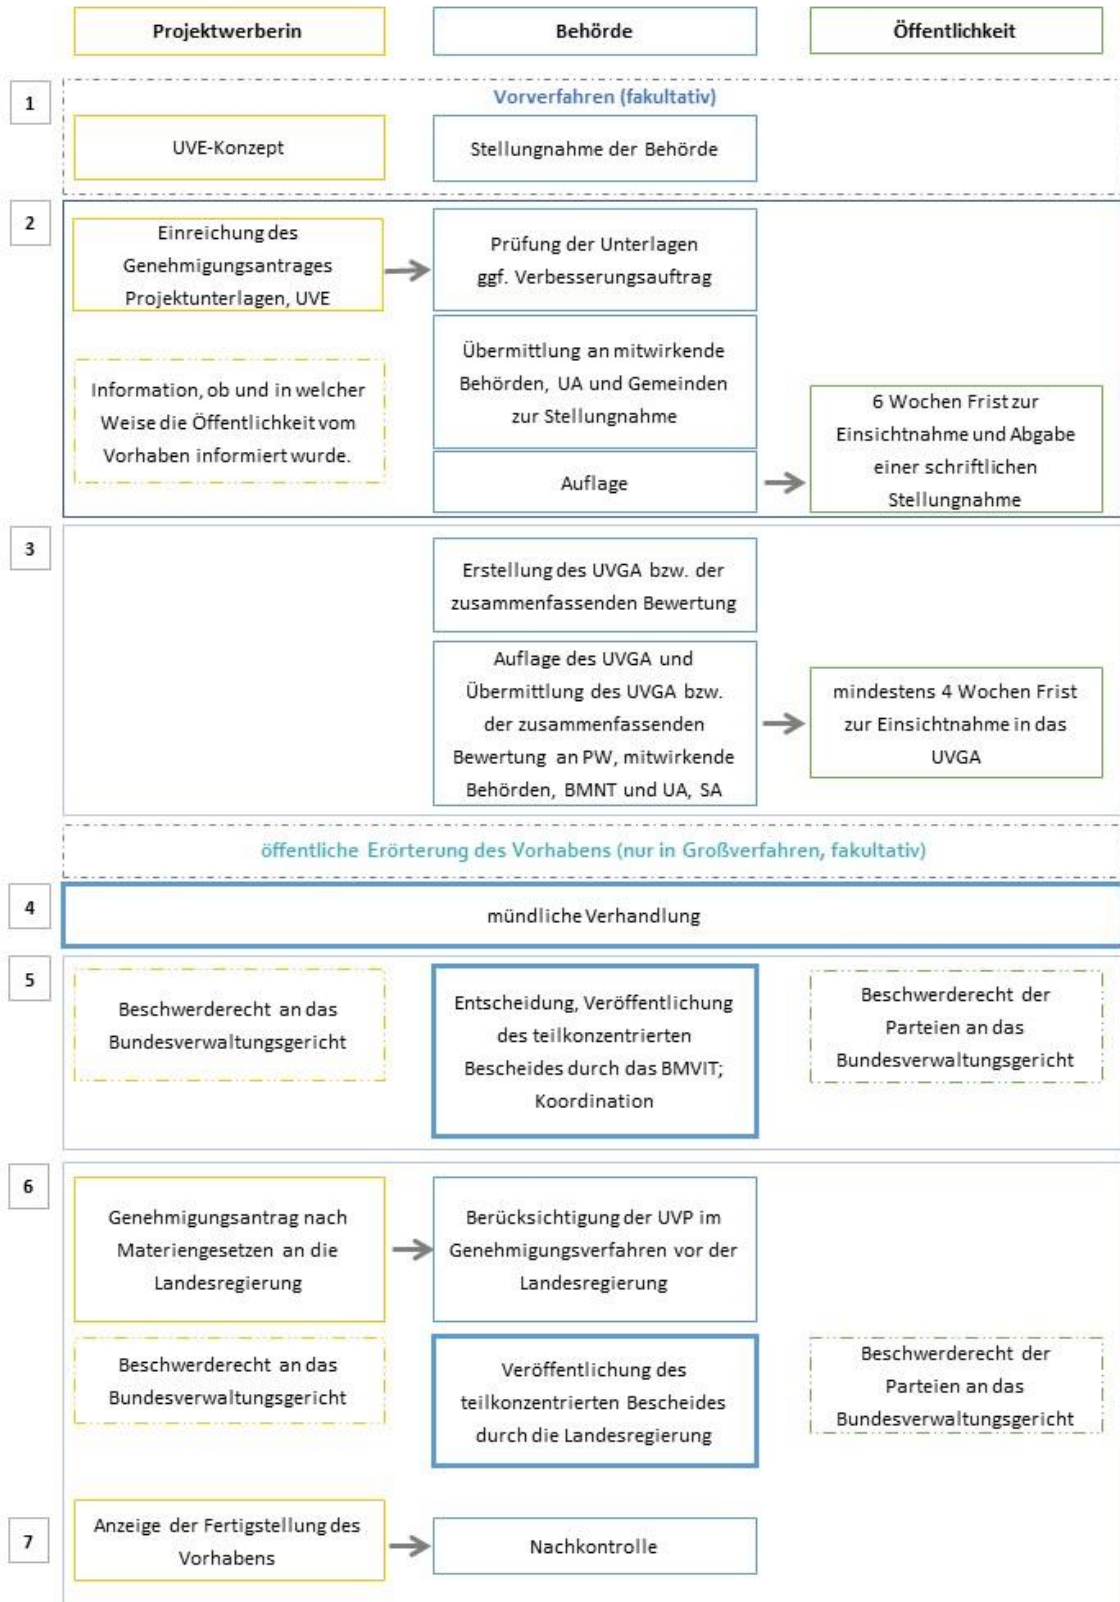 Projektwerberin
Behörde
Öffentlichkeit
1
Vorverfahren (fakultativ)
UVE-Konzept
Stellungnahme der Behörde
2
Einreichung des
Genehmigungsantrages
Projektunterlagen, UVE
Prüfung der Unterlagen
ggf. Verbesserungsauftrag
Information, ob und in welcher
Weise die Öffentlichkeit vom
Vorhaben informiert wurde.
Übermittlung an mitwirkende
Behörden, UA und Gemeinden
zur Stellungnahme
Auflage
6 Wochen Frist zur
Einsichtnahme und Abgabe
einer schriftlichen
Stellungnahme
3
Erstellung des UVGA bzw. der
zusammenfassenden Bewertung
Auflage des UVGA und
Übermittlung des UVGA bzw.
der zusammenfassenden
Bewertung an PW, mitwirkende
Behörden, BMNT und UA, SA
mindestens 4 Wochen Frist
zur Einsichtnahme in das
UVGA
öffentliche Erörterung des Vorhabens (nur in Großverfahren, fakultativ)
4
mündliche Verhandlung
5
Beschwerderecht an das
Bundesverwaltungsgericht
Entscheidung, Veröffentlichung
des teilkonzentrierten
Bescheides durch das BMVIT;
Koordination
Beschwerderecht der
Parteien an das
Bundesverwaltungsgericht
6
Genehmigungsantrag nach
Materiengesetzen an die
Landesregierung
Berücksichtigung der UVP im
Genehmigungsverfahren vor der
Landesregierung
Beschwerderecht an das
Bundesverwaltungsgericht
Veröffentlichung des
teilkonzentrierten Bescheides
durch die Landesregierung
Beschwerderecht der
Parteien an das
Bundesverwaltungsgericht
7
Anzeige der Fertigstellung des
Vorhabens
Nachkontrolle